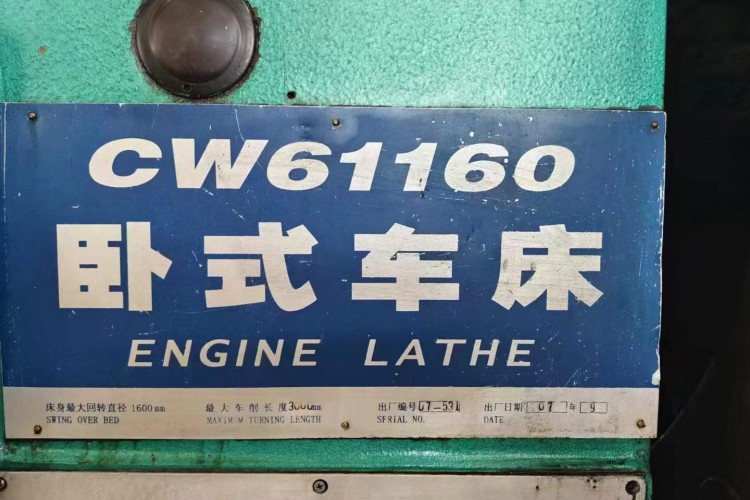 CW61160
卧式车床
ENGINE LATHE
床身最大回转直径 1600mm 最大车削长度 3000mm 出厂编号 07-531 出厂日期 07 年 9
SWING OVER BED MAXIMUM TURNING LENGTH SERIAL NO. DATE